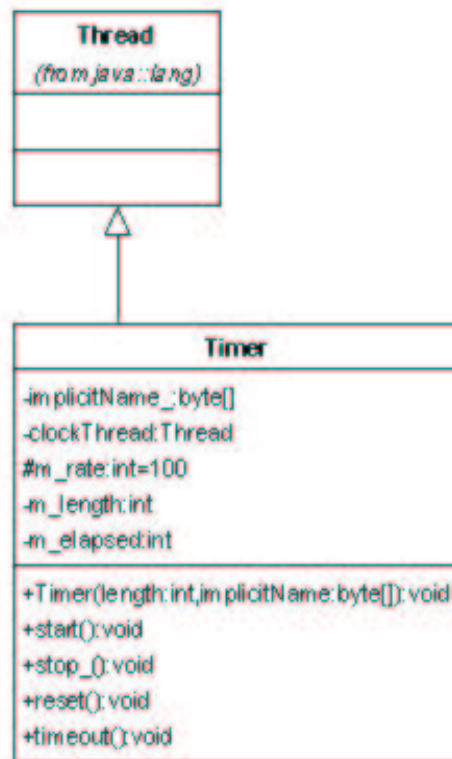 Thread
(from java::lang)
Timer
-implicitName_:byte[]
-clockThread:Thread
#m_rate:int=100
-m_length:int
-m_elapsed:int
+Timer(length:int,implicitName:byte[]):void
+start():void
+stop_():void
+reset():void
+timeout():void